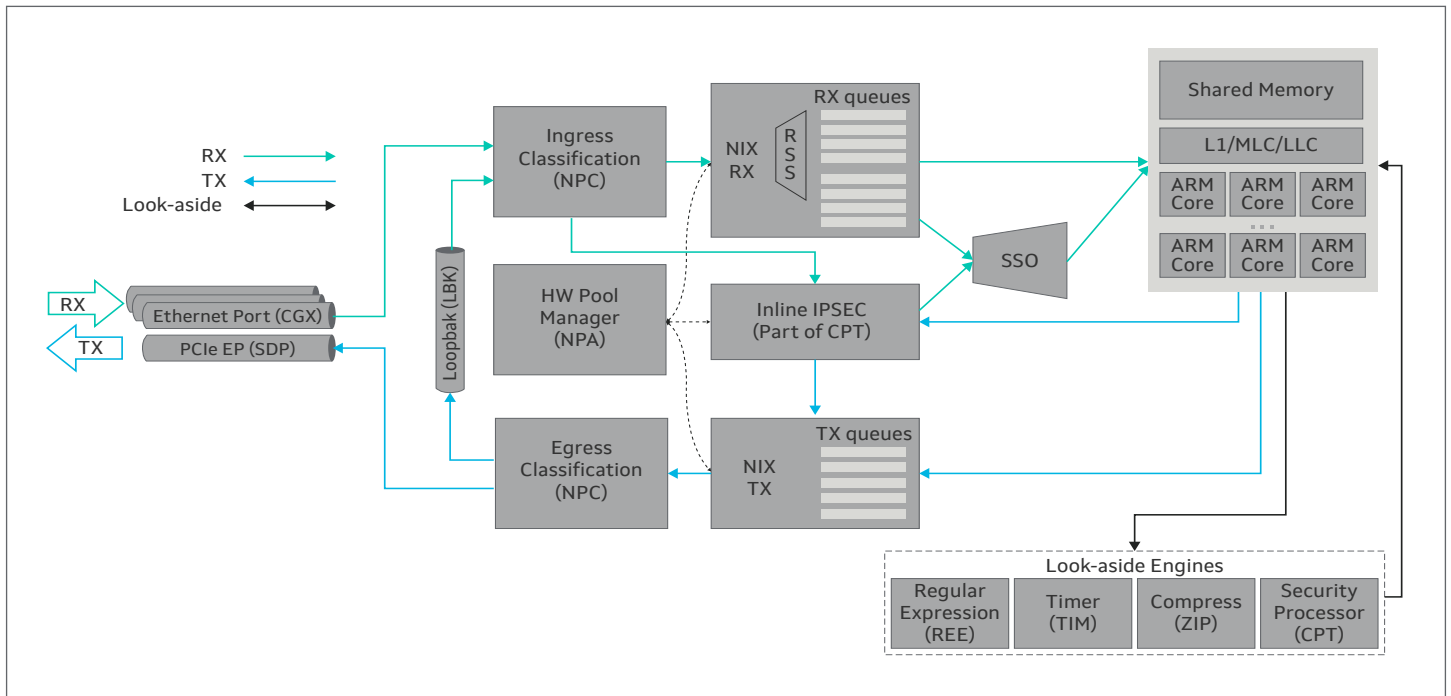 RX
TX
Look-aside
RX
TX
Ethernet Port (CGX)
PCIe EP (SDP)
Loopbak (LBK)
Ingress
Classification
(NPC)
HW Pool
Manager
(NPA)
Egress
Classification
(NPC)
NIX
RX
R
S
S
RX queues
Inline IPSEC
(Part of CPT)
NIX
TX
TX queues
SSO
Shared Memory
L1/MLC/LLC
ARM
Core
ARM
Core
ARM
Core
...
ARM
Core
ARM
Core
ARM
Core
Look-aside Engines
Regular
Expression
(REE)
Timer
(TIM)
Compress
(ZIP)
Security
Processor
(CPT)